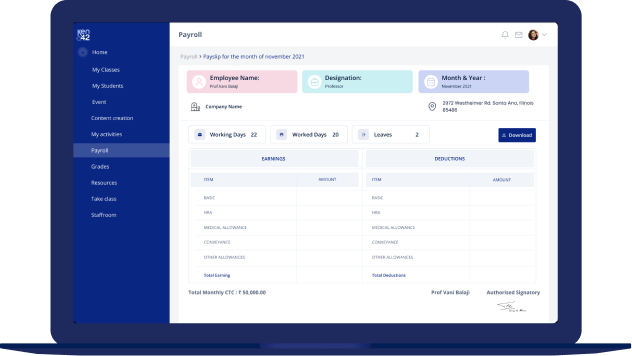 xen
42
Home
My Classes
My Students
Event
Content creation
My activities
Payroll
Grades
Resources
Take class
Staffroom
Payroll
Payroll > Payslip for the month of november 2021
Employee Name:
Prof.Vani Balaji
Designation:
Professor
Month & Year :
November 2021
Company Name
2972 Westheimer Rd. Santa Ana, Illinois
85486
Working Days 22
Worked Days 20
Leaves 2
Download
EARNINGS
DEDUCTIONS
ITEM AMOUNT ITEM AMOUNT
BASIC BASIC
HRA HRA
MEDICAL ALLOWANCE MEDICAL ALLOWANCE
CONVEYANCE CONVEYANCE
OTHER ALLOWANCES OTHER ALLOWANCES
Total Earning Total Deductions
Total Monthly CTC : ₹ 50,000.00
Prof Vani Balaji
Authorised Signatory